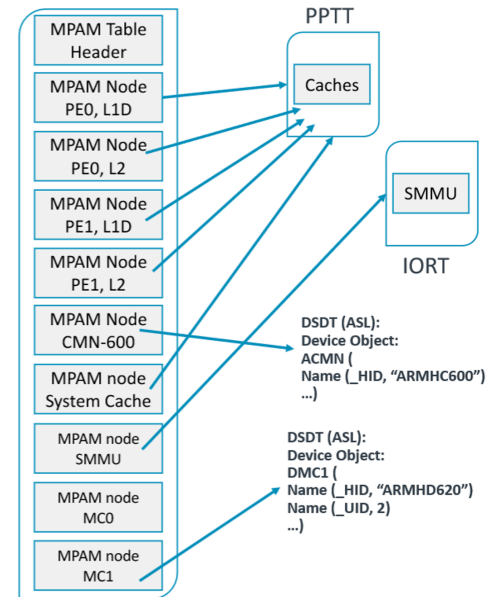 MPAM Table
Header
MPAM Node
PE0, L1D
MPAM Node
PE0, L2
MPAM Node
PE1, L1D
MPAM Node
PE1, L2
MPAM Node
CMN-600
MPAM node
System Cache
MPAM node
SMMU
MPAM node
MC0
MPAM node
MC1
PPTT
Caches
SMMU
IORT
DSDT (ASL):
Device Object:
ACMN (
Name (_HID, “ARMHC600”)
...)
DSDT (ASL):
Device Object:
DMC1 (
Name (_HID, “ARMHD620”)
Name (_UID, 2)
...)